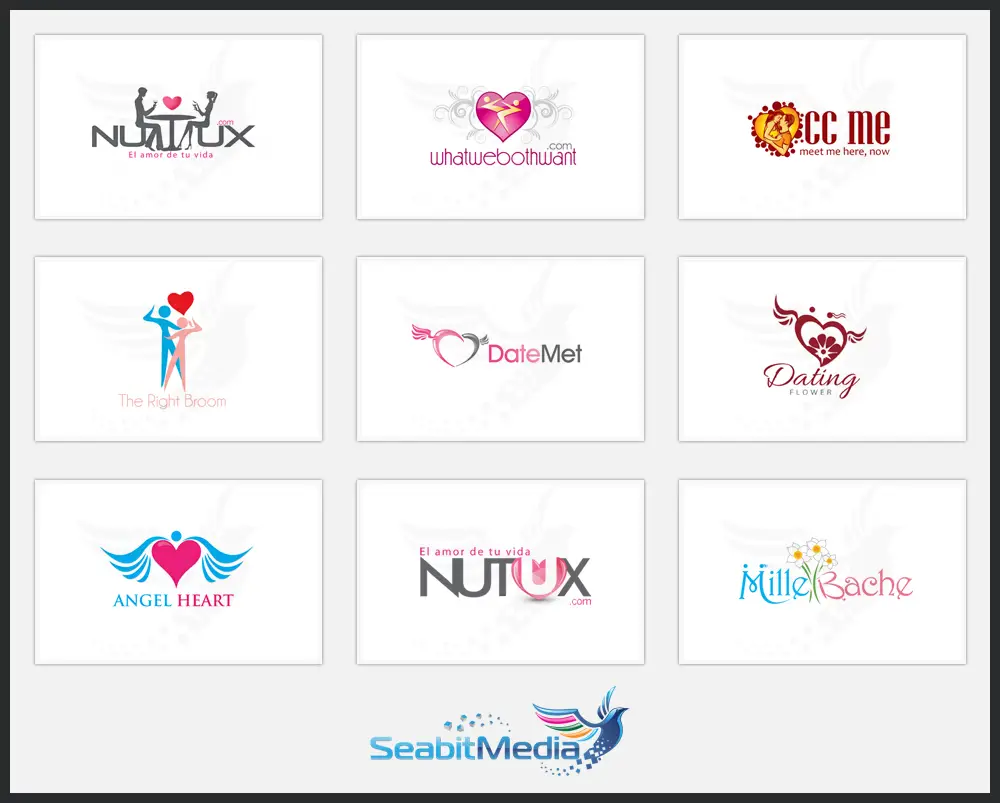 NUTUX
.com
El amor de tu vida
.com
whatwebothwant
CC ME
meet me here, now
The Right Broom
DateMet
Dating
FLOWER
ANGEL HEART
El amor de tu vida
NUTUX
.com
Mille Bache
SeabitMedia